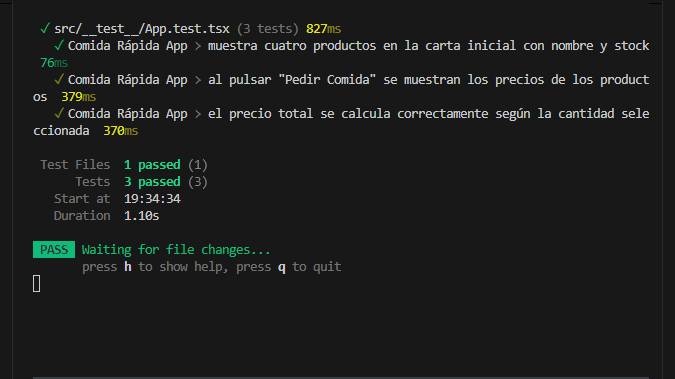 ✓ src/__test__/App.test.tsx (3 tests) 827ms
✓ Comida Rápida App > muestra cuatro productos en la carta inicial con nombre y stock
76ms
✓ Comida Rápida App > al pulsar "Pedir Comida" se muestran los precios de los product
os 379ms
✓ Comida Rápida App > el precio total se calcula correctamente según la cantidad sele
ccionada 370ms
Test Files 1 passed (1)
Tests 3 passed (3)
Start at 19:34:34
Duration 1.10s
PASS Waiting for file changes...
press h to show help, press q to quit